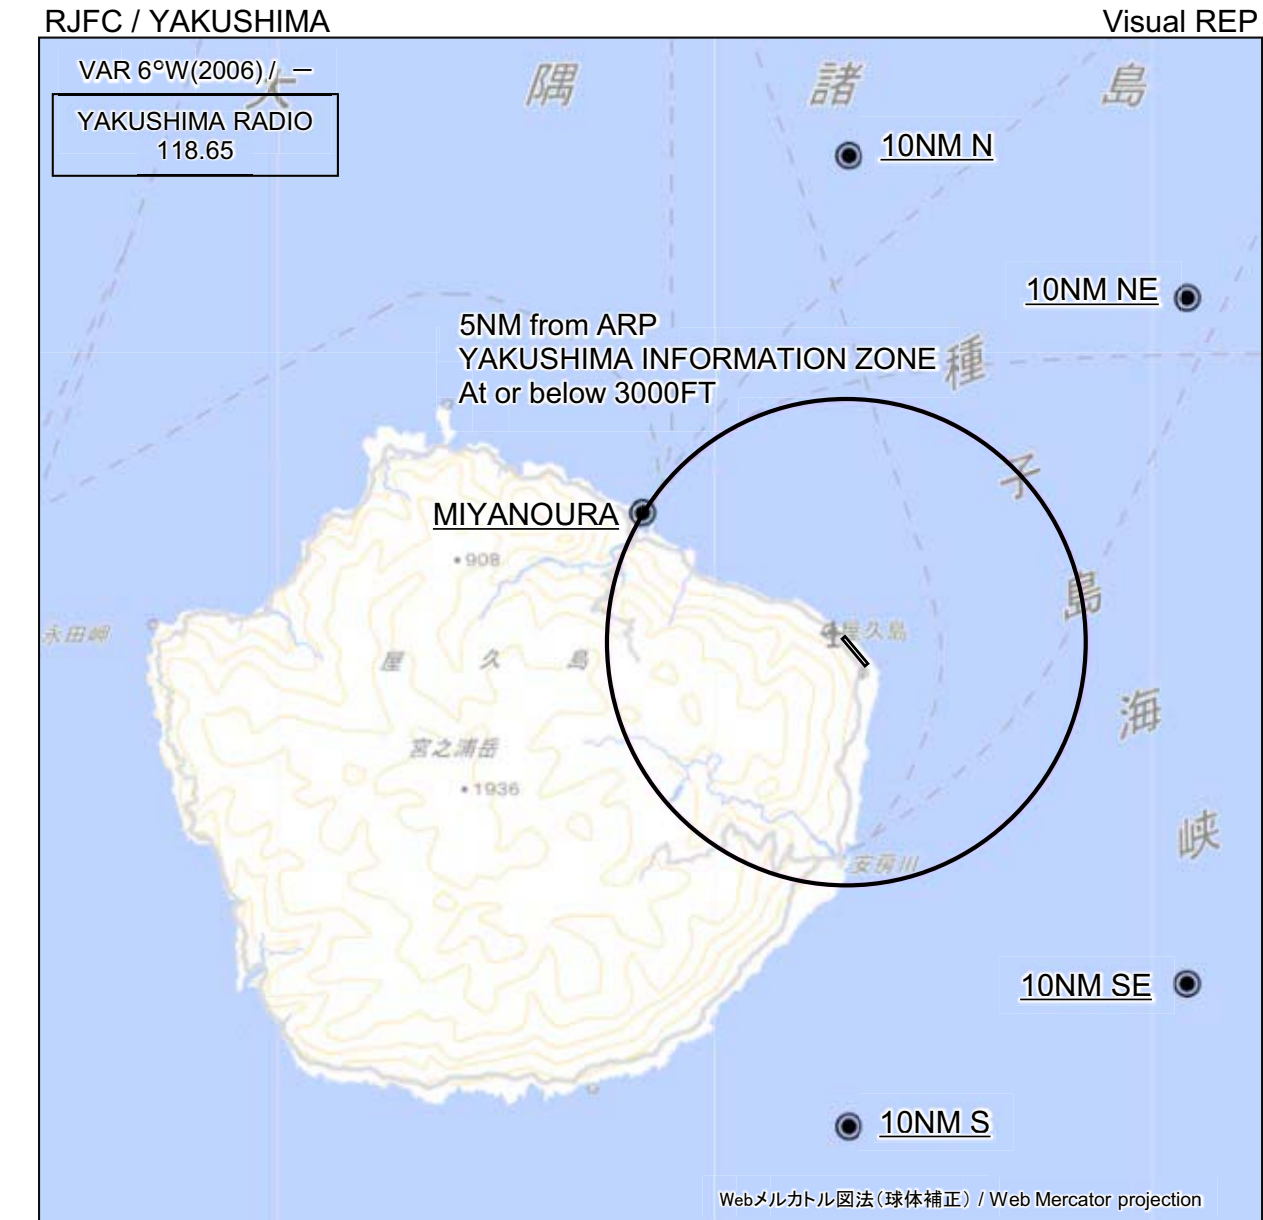 RJFC / YAKUSHIMA
Visual REP
VAR 6°W(2006) / －
大隅諸島
YAKUSHIMA RADIO
118.65
10NM N
10NM NE
5NM from ARP
YAKUSHIMA INFORMATION ZONE
At or below 3000FT
種子島海峡
MIYANOURA
908
永田岬
屋久島
屋久島
宮之浦岳
1936
安房川
10NM SE
10NM S
Webメルカトル図法(球体補正) / Web Mercator projection